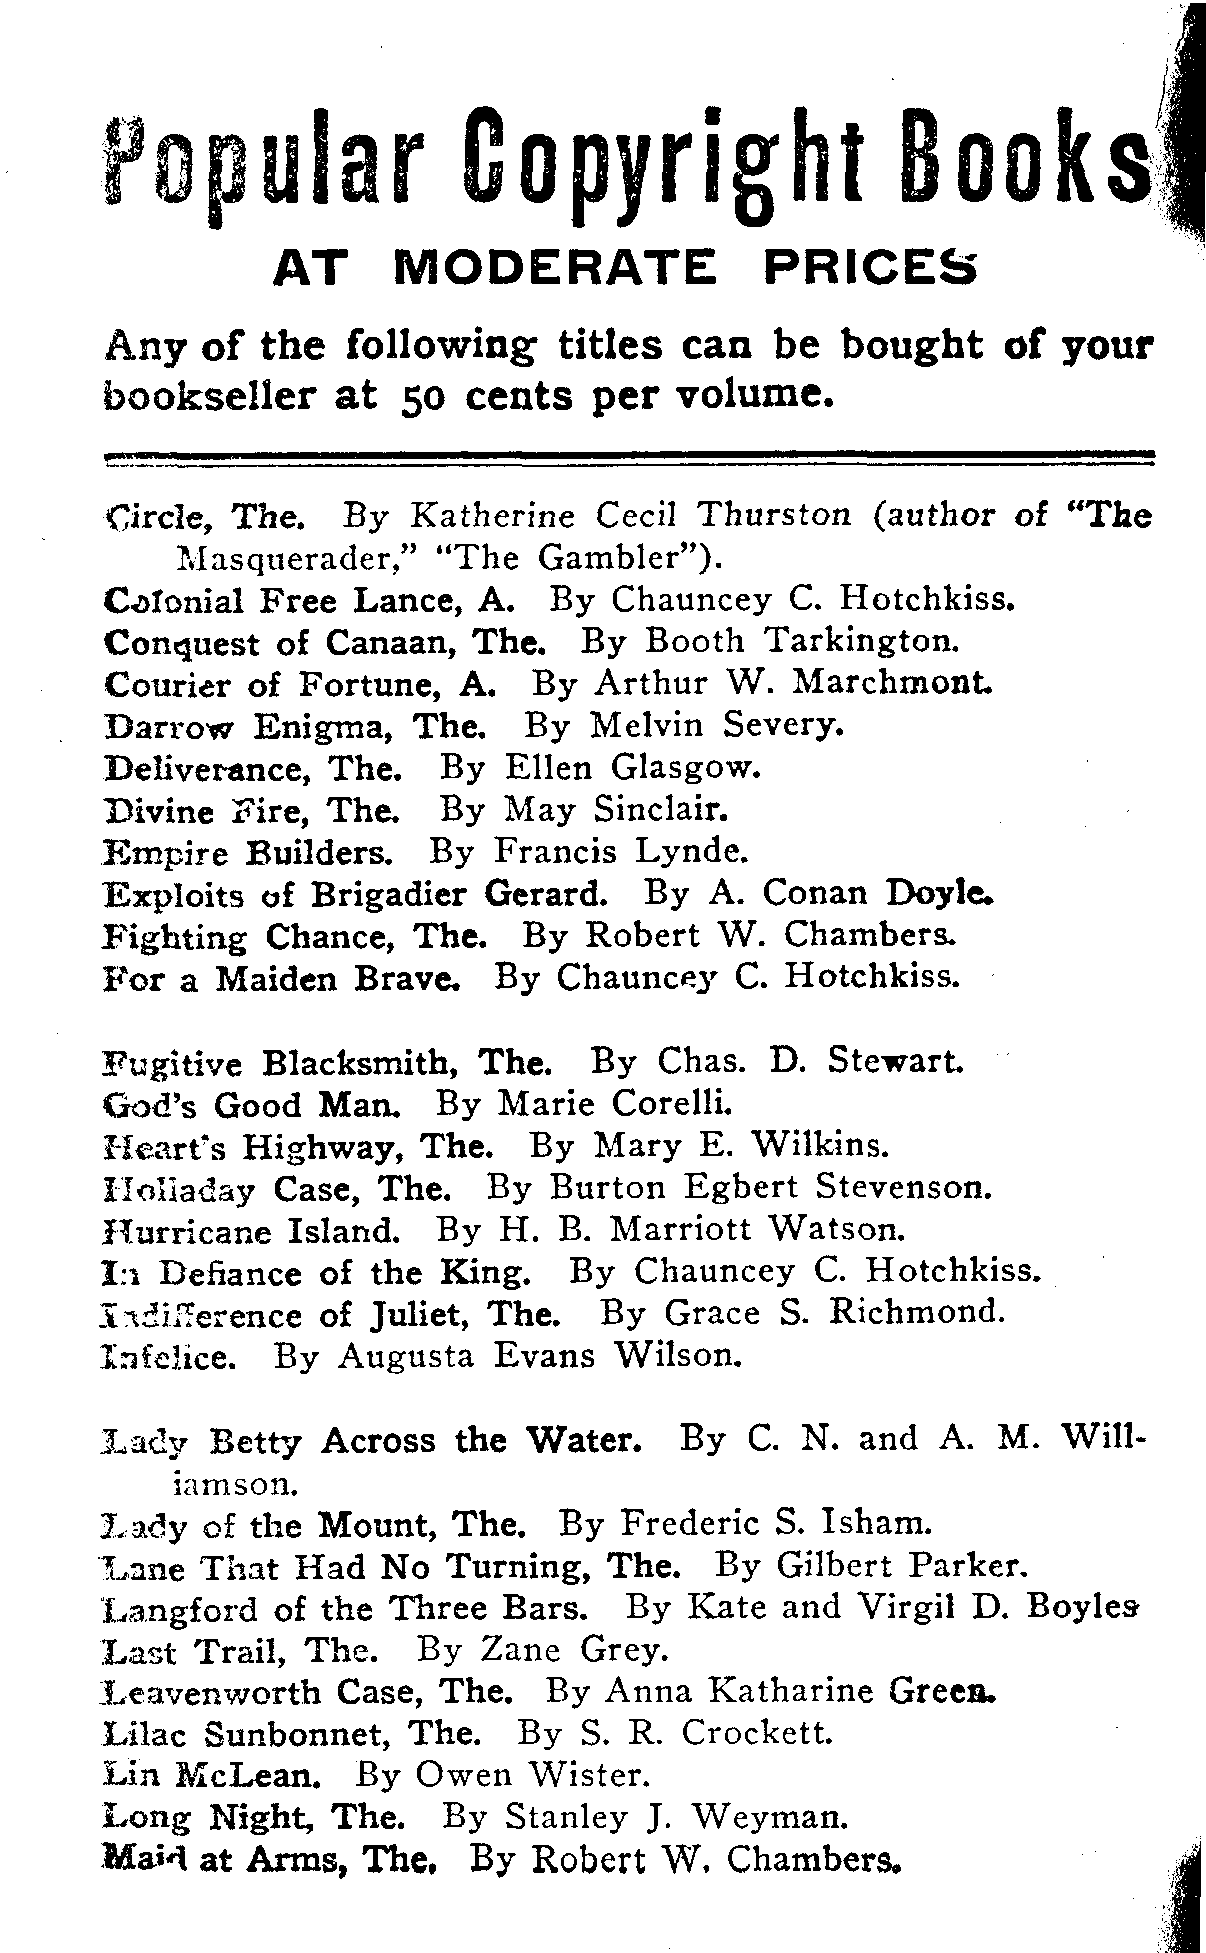 Popular Copyright Books
AT MODERATE PRICES
Any of the following titles can be bought of your
bookseller at 50 cents per volume.
Circle, The. By Katherine Cecil Thurston (author of “The
Masquerader,” “The Gambler”).
Colonial Free Lance, A. By Chauncey C. Hotchkiss.
Conquest of Canaan, The. By Booth Tarkington.
Courier of Fortune, A. By Arthur W. Marchmont.
Darrow Enigma, The. By Melvin Severy.
Deliverance, The. By Ellen Glasgow.
Divine Fire, The. By May Sinclair.
Empire Builders. By Francis Lynde.
Exploits of Brigadier Gerard. By A. Conan Doyle.
Fighting Chance, The. By Robert W. Chambers.
For a Maiden Brave. By Chauncey C. Hotchkiss.
Fugitive Blacksmith, The. By Chas. D. Stewart.
God’s Good Man. By Marie Corelli.
Heart’s Highway, The. By Mary E. Wilkins.
Holladay Case, The. By Burton Egbert Stevenson.
Hurricane Island. By H. B. Marriott Watson.
In Defiance of the King. By Chauncey C. Hotchkiss.
Indifference of Juliet, The. By Grace S. Richmond.
Infelice. By Augusta Evans Wilson.
Lady Betty Across the Water. By C. N. and A. M. Will-
iamson.
Lady of the Mount, The. By Frederic S. Isham.
Lane That Had No Turning, The. By Gilbert Parker.
Langford of the Three Bars. By Kate and Virgil D. Boyles
Last Trail, The. By Zane Grey.
Leavenworth Case, The. By Anna Katharine Green.
Lilac Sunbonnet, The. By S. R. Crockett.
Lin McLean. By Owen Wister.
Long Night, The. By Stanley J. Weyman.
Maid at Arms, The. By Robert W. Chambers.